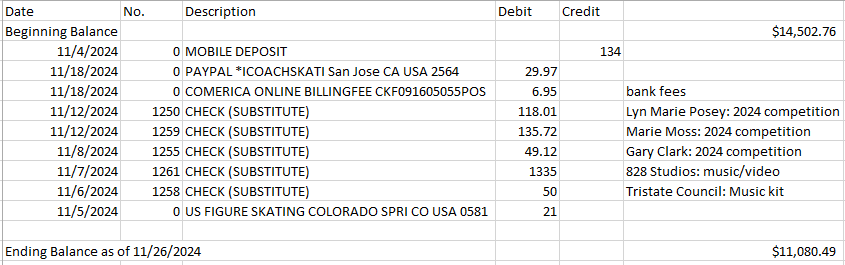 Date No. Description Debit Credit
Beginning Balance $14,502.76
11/4/2024 0 MOBILE DEPOSIT 134
11/18/2024 0 PAYPAL *ICOACHSKATI San Jose CA USA 2564 29.97
11/18/2024 0 COMERICA ONLINE BILLINGFEE CKF091605055POS 6.95 bank fees
11/12/2024 1250 CHECK (SUBSTITUTE) 118.01 Lyn Marie Posey: 2024 competition
11/12/2024 1259 CHECK (SUBSTITUTE) 135.72 Marie Moss: 2024 competition
11/8/2024 1255 CHECK (SUBSTITUTE) 49.12 Gary Clark: 2024 competition
11/7/2024 1261 CHECK (SUBSTITUTE) 1335 828 Studios: music/video
11/6/2024 1258 CHECK (SUBSTITUTE) 50 Tristate Council: Music kit
11/5/2024 0 US FIGURE SKATING COLORADO SPRI CO USA 0581 21
Ending Balance as of 11/26/2024 $11,080.49